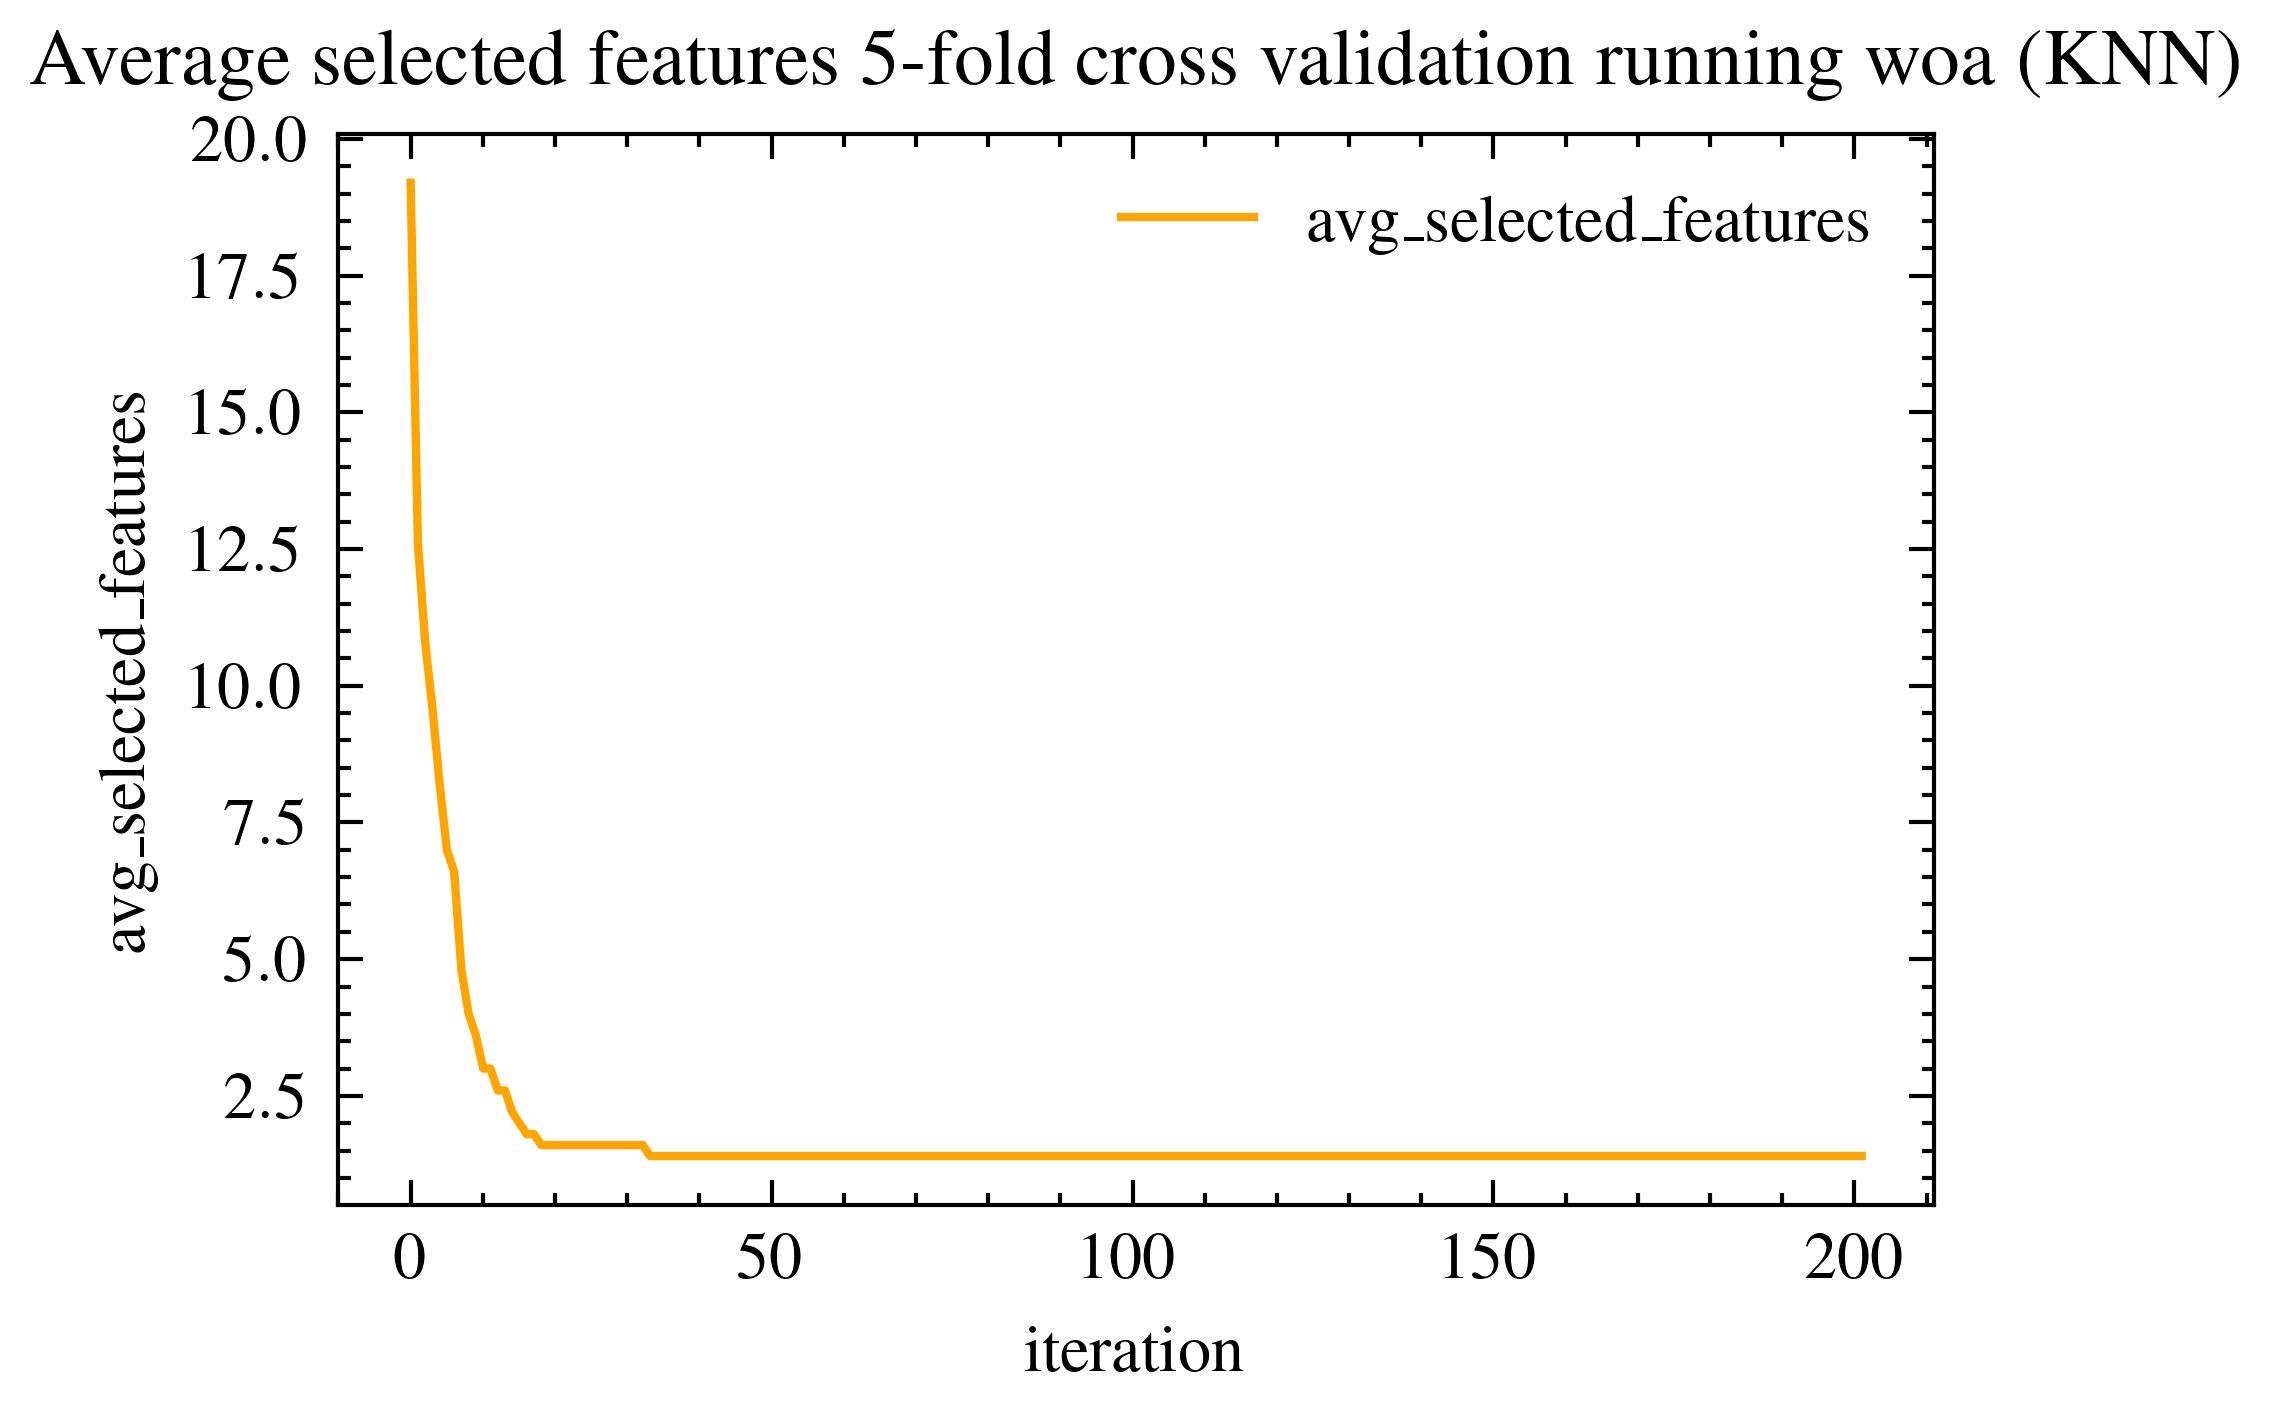 Average selected features 5-fold cross validation running woa (KNN)
avg_selected_features
avg_selected_features
20.0
17.5
15.0
12.5
10.0
7.5
5.0
2.5
0 50 100 150 200
iteration